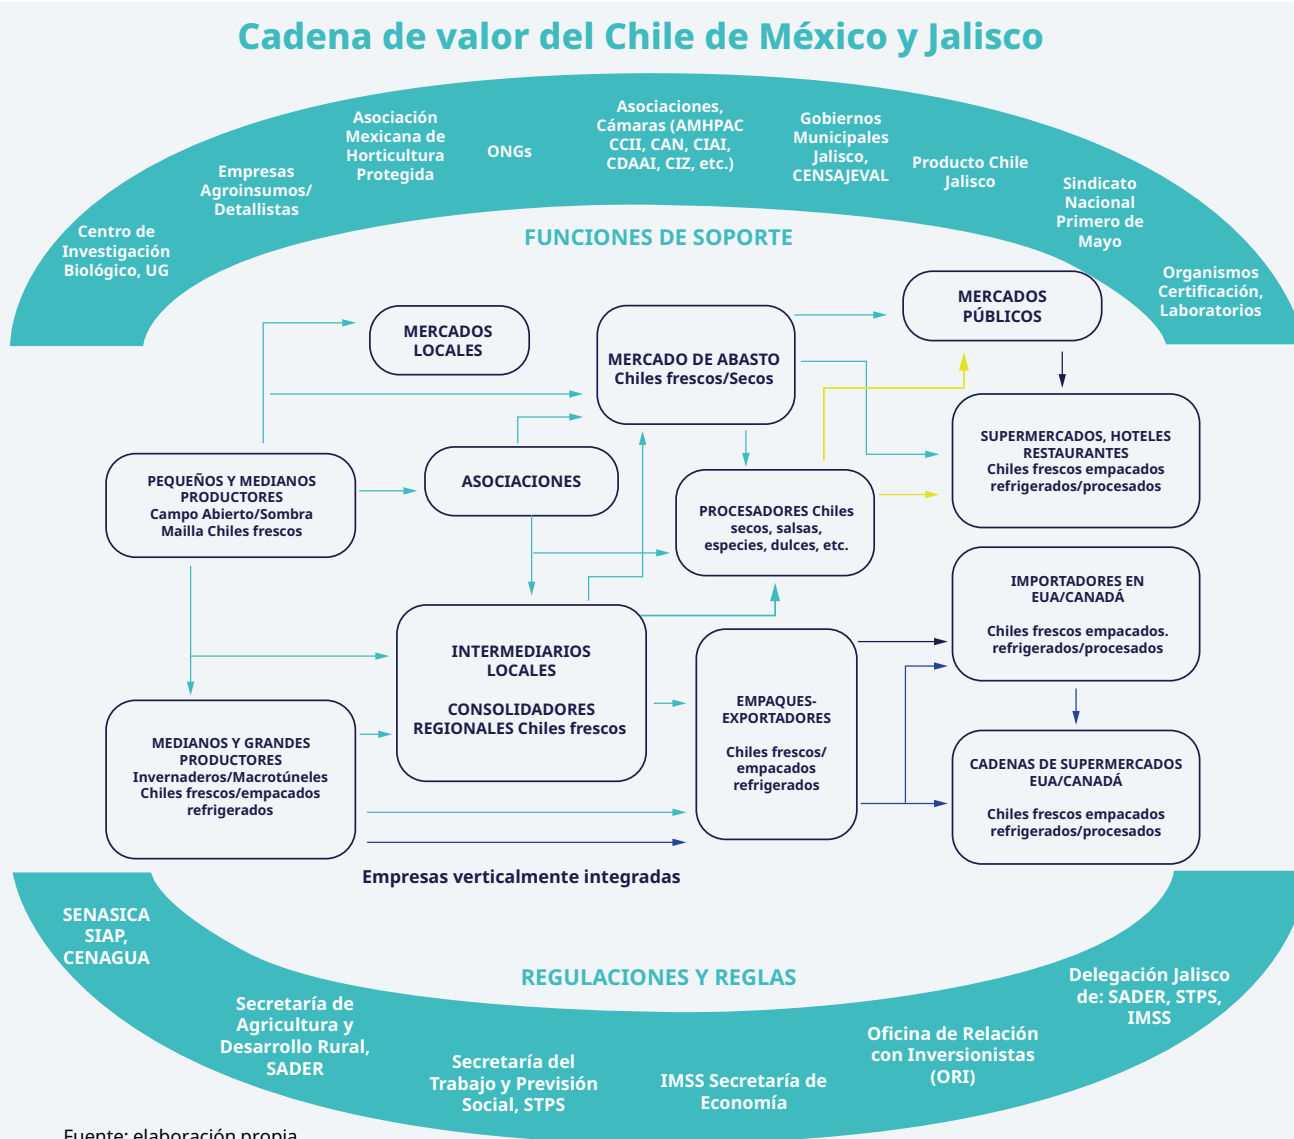 Cadena de valor del Chile de México y Jalisco
Centro de
Investigación
Biológico, UG
Empresas
Agroinsumos/
Detallistas
Asociación
Mexicana de
Horticultura
Protegida
ONGs
Asociaciones,
Cámaras (AMHPAC
CCII, CAN, CIAI,
CDAAI, CIZ, etc.)
Gobiernos
Municipales
Jalisco,
CENSAJEVAL
Producto Chile
Jalisco
Sindicato
Nacional
Primero de
Mayo
Organismos
Certificación,
Laboratorios
FUNCIONES DE SOPORTE
MERCADOS
LOCALES
MERCADO DE ABASTO
Chiles frescos/Secos
MERCADOS
PÚBLICOS
PEQUEÑOS Y MEDIANOS
PRODUCTORES
Campo Abierto/Sombra
Mailla Chiles frescos
ASOCIACIONES
PROCESADORES Chiles
secos, salsas,
especies, dulces, etc.
SUPERMERCADOS, HOTELES
RESTAURANTES
Chiles frescos empacados
refrigerados/procesados
INTERMEDIARIOS
LOCALES
CONSOLIDADORES
REGIONALES Chiles frescos
IMPORTADORES EN
EUA/CANADÁ
Chiles frescos empacados.
refrigerados/procesados
MEDIANOS Y GRANDES
PRODUCTORES
Invernaderos/Macrotúneles
Chiles frescos/empacados
refrigerados
EMPAQUES-
EXPORTADORES
Chiles frescos/
empacados
refrigerados
CADENAS DE SUPERMERCADOS
EUA/CANADÁ
Chiles frescos empacados
refrigerados/procesados
Empresas verticalmente integradas
REGULACIONES Y REGLAS
SENASICA
SIAP,
CENAGUA
Secretaría de
Agricultura y
Desarrollo Rural,
SADER
Secretaría del
Trabajo y Previsión
Social, STPS
IMSS Secretaría de
Economía
Oficina de Relación
con Inversionistas
(ORI)
Delegación Jalisco
de: SADER, STPS,
IMSS
Fuente: elaboración propia